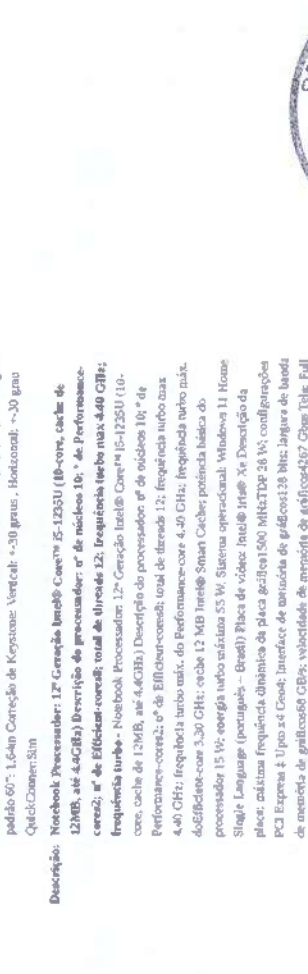 padrão 60": 1,64m Correção de Keystone: Vertical: +-30 graus , Horizontal: +-30 grau
QuickConnectSim
Descrição: Notebook Processador: 12ª Geração Intel® Core™ i5-1235U (10-core, cache de
12MB, até 4.4GHz) Descrição do processador: nº de núcleos 10; º de Performance-
cores2; nº de Efficient-cores8; total de threads 12; frequência turbo max 4.40 GHz;
frequência turbo - Notebook Processador: 12ª Geração Intel® Core™ i5-1235U (10-
core, cache de 12MB, até 4.4GHz) Descrição do processador: nº de núcleos 10; º de
Performance-cores2; nº de Efficient-cores8; total de threads 12; frequência turbo max
4.40 GHz; frequência turbo máx. do Performance-core 4.40 GHz; frequência turbo máx.
doEfficient-core 3.30 GHz; cache 12 MB Intel® Smart Cache; potência básica do
processador 15 W; energia turbo máxima 55 W. Sistema operacional: Windows 11 Home
Single Language (português – Brasil) Placa de vídeo: Intel® Iris® Xe Descrição da
placa: máxima frequência dinâmica da placa gráfica1500 MHzTDP 28 W; configurações
PCI Express ‡ Upto x4 Gen4; Interface de memória de gráficos128 bits; largura de banda
de memória de gráficos68 GB/s; velocidade de memória de gráficos4267 Gbps